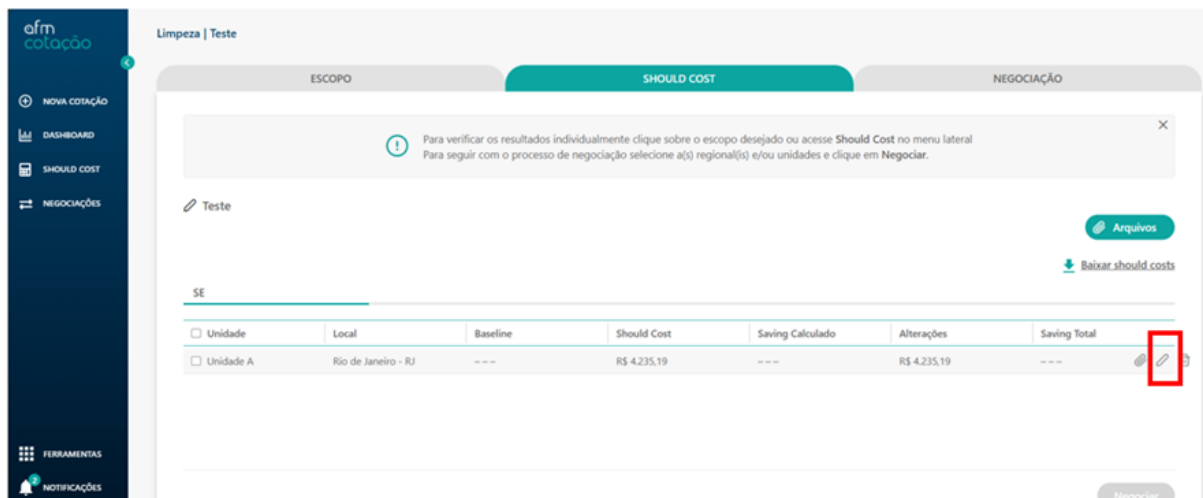 afm
cotação
NOVA COTAÇÃO
DASHBOARD
SHOULD COST
NEGOCIAÇÕES
FERRAMENTAS
2
NOTIFICAÇÕES
Limpeza | Teste
ESCOPO SHOULD COST NEGOCIAÇÃO
Para verificar os resultados individualmente clique sobre o escopo desejado ou acesse Should Cost no menu lateral
Para seguir com o processo de negociação selecione a(s) regional(is) e/ou unidades e clique em Negociar.
Teste
Arquivos
Baixar should costs
SE
Unidade Local Baseline Should Cost Saving Calculado Alterações Saving Total
Unidade A Rio de Janeiro - RJ --- R$ 4.235,19 --- R$ 4.235,19 ---
Negociar